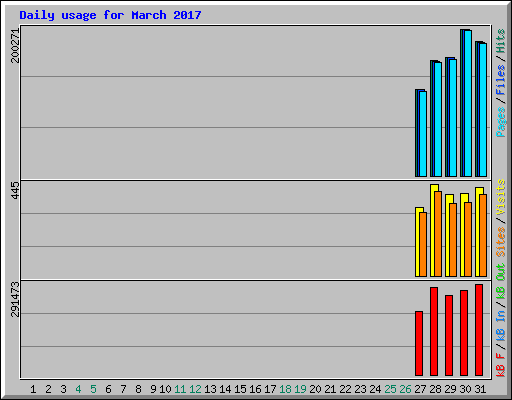 Daily usage for March 2017
200271
Pages / Files / Hits
445
Sites / Visits
291473
kB F / kB In / kB Out
1 2 3 4 5 6 7 8 9 10 11 12 13 14 15 16 17 18 19 20 21 22 23 24 25 26 27 28 29 30 31